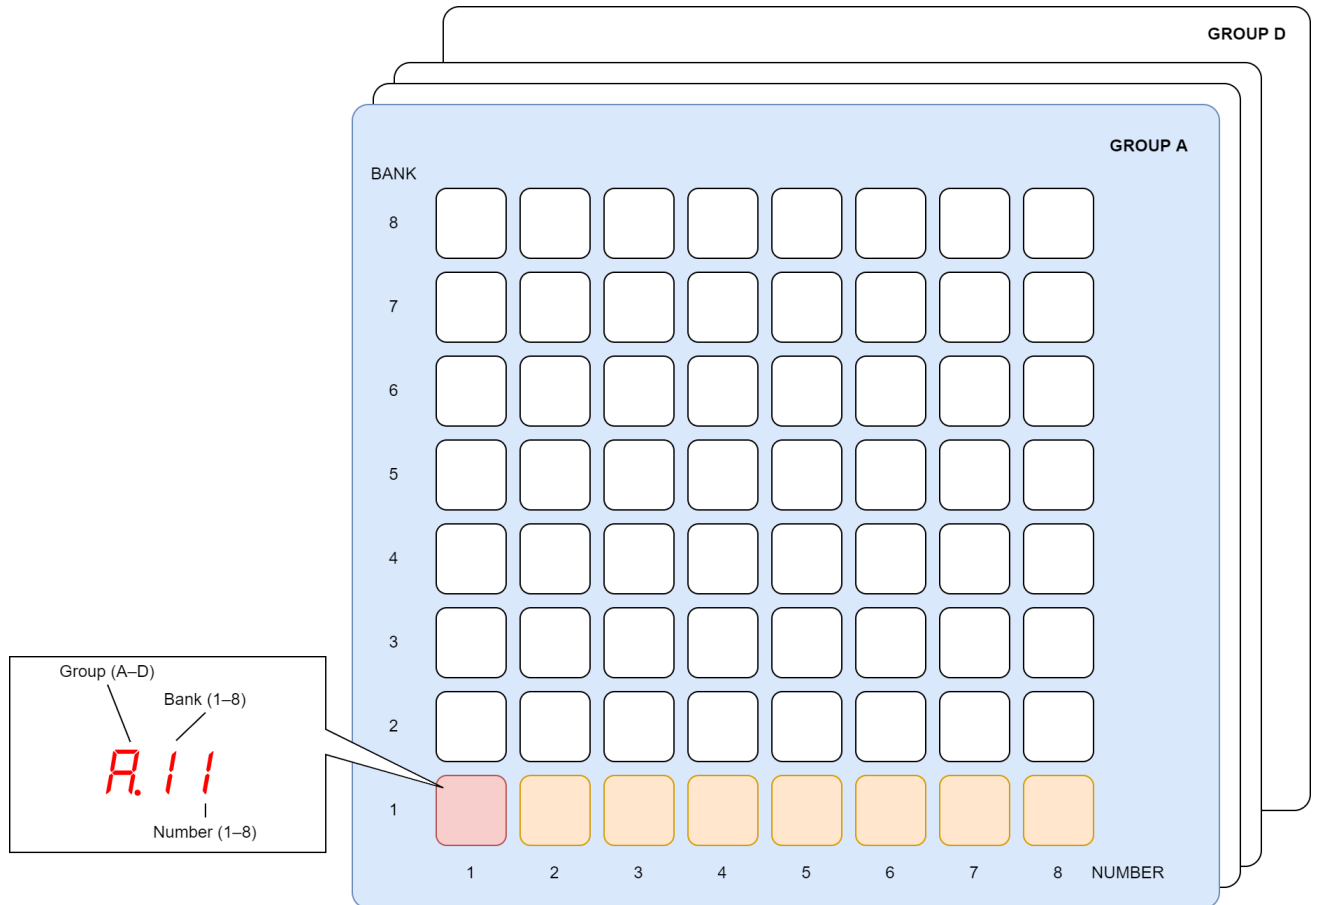 GROUP D
GROUP A
BANK
8
7
6
5
4
3
2
1
1 2 3 4 5 6 7 8 NUMBER
Group (A–D)
Bank (1–8)
A.11
Number (1–8)